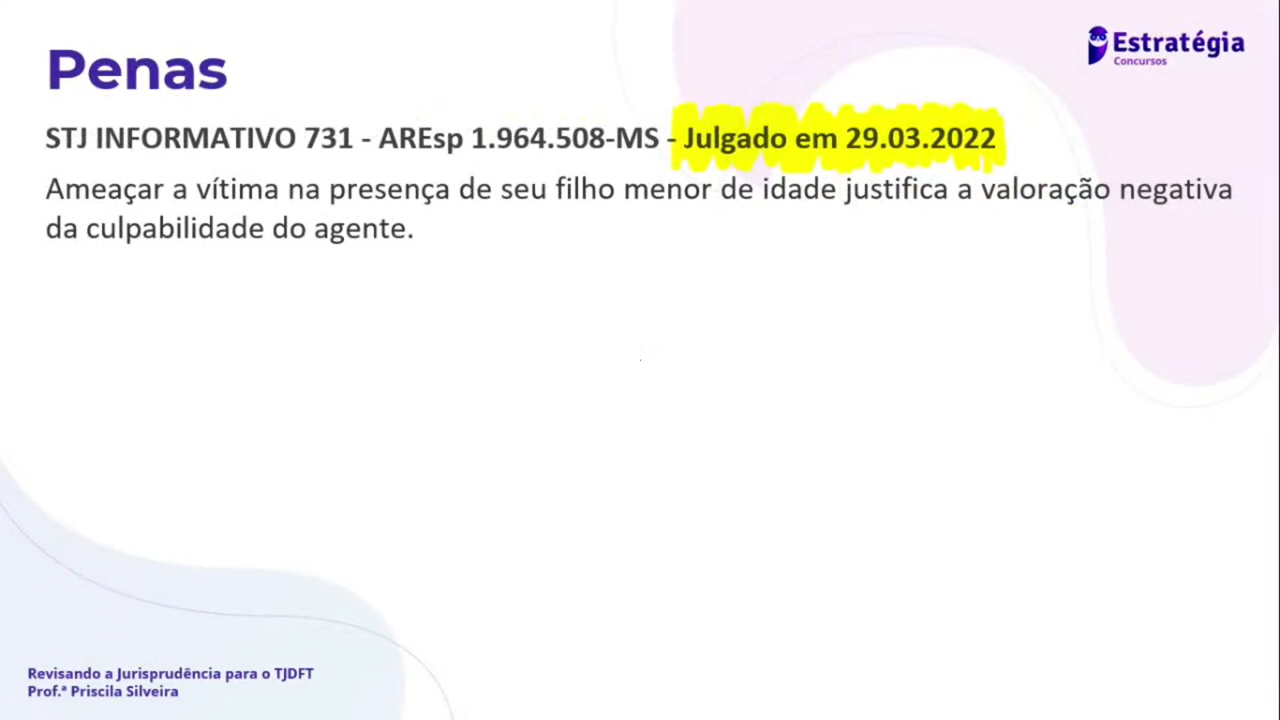 Estratégia
Concursos
Penas
STJ INFORMATIVO 731 - AREsp 1.964.508-MS - Julgado em 29.03.2022
Ameaçar a vítima na presença de seu filho menor de idade justifica a valoração negativa
da culpabilidade do agente.
Revisando a Jurisprudência para o TJDFT
Prof.ª Priscila Silveira